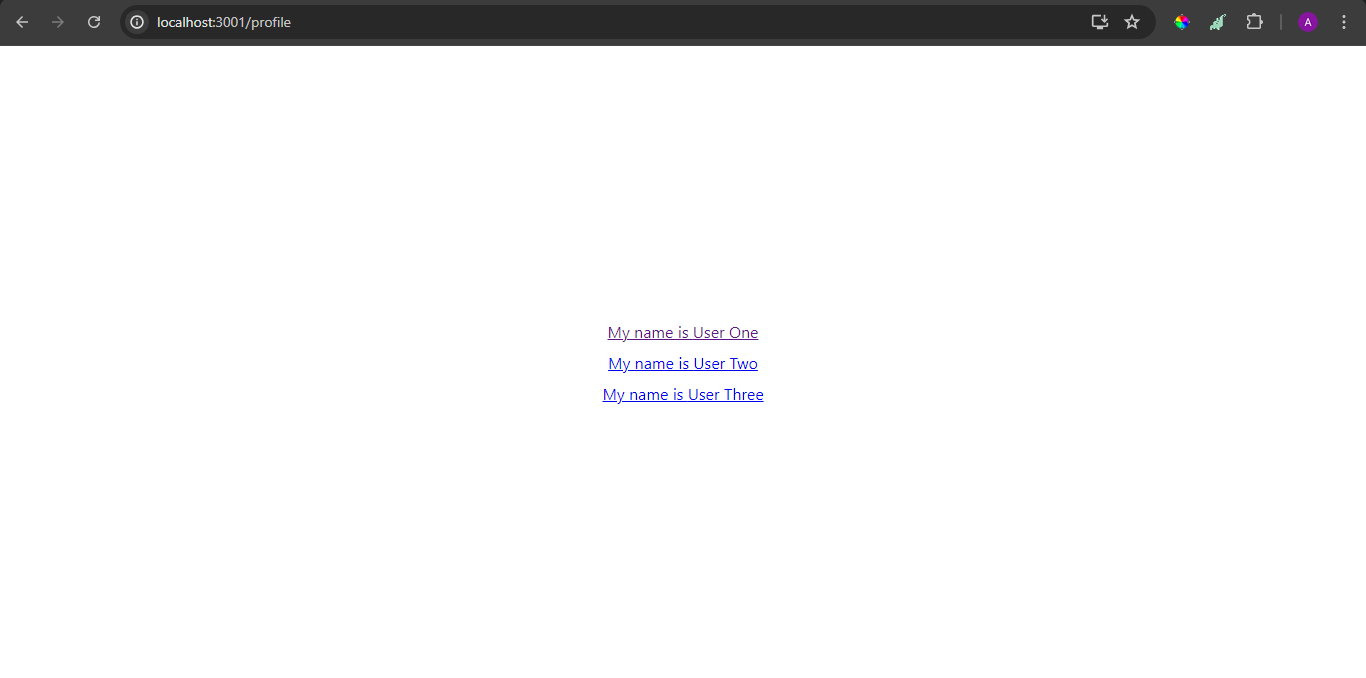 localhost:3001/profile
A
My name is User One
My name is User Two
My name is User Three